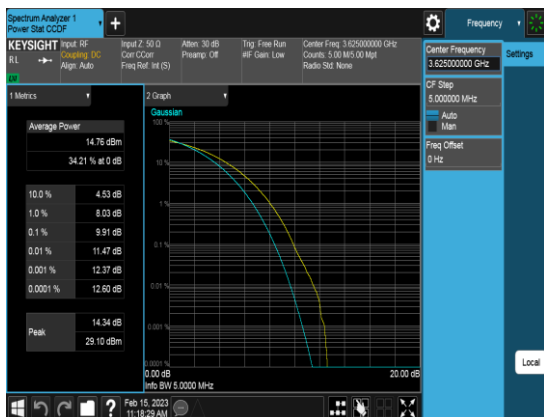 Spectrum Analyzer 1
Power Stat CCDF
Frequency
KEYSIGHT
RL
Input: RF
Coupling: DC
Align: Auto
Input Z: 50 Ω
Corr CCorr
Freq Ref: Int (S)
Atten: 30 dB
Preamp: Off
Trig: Free Run
#IF Gain: Low
Center Freq: 3.625000000 GHz
Counts: 5.00 M/5.00 Mpt
Radio Std: None
Center Frequency
3.625000000 GHz
Settings
CF Step
5.000000 MHz
Auto
Man
Freq Offset
0 Hz
1 Metrics
2 Graph
Gaussian
Average Power
14.76 dBm
34.21 % at 0 dB
10.0 % 4.53 dB
1.0 % 8.03 dB
0.1 % 9.91 dB
0.01 % 11.47 dB
0.001 % 12.37 dB
0.0001 % 12.60 dB
Peak
14.34 dB
29.10 dBm
100 %
10 %
1 %
0.1 %
0.01 %
0.001 %
0.0001 %
0.00 dB
20.00 dB
Info BW 5.0000 MHz
Local
Feb 15, 2023
11:18:29 AM